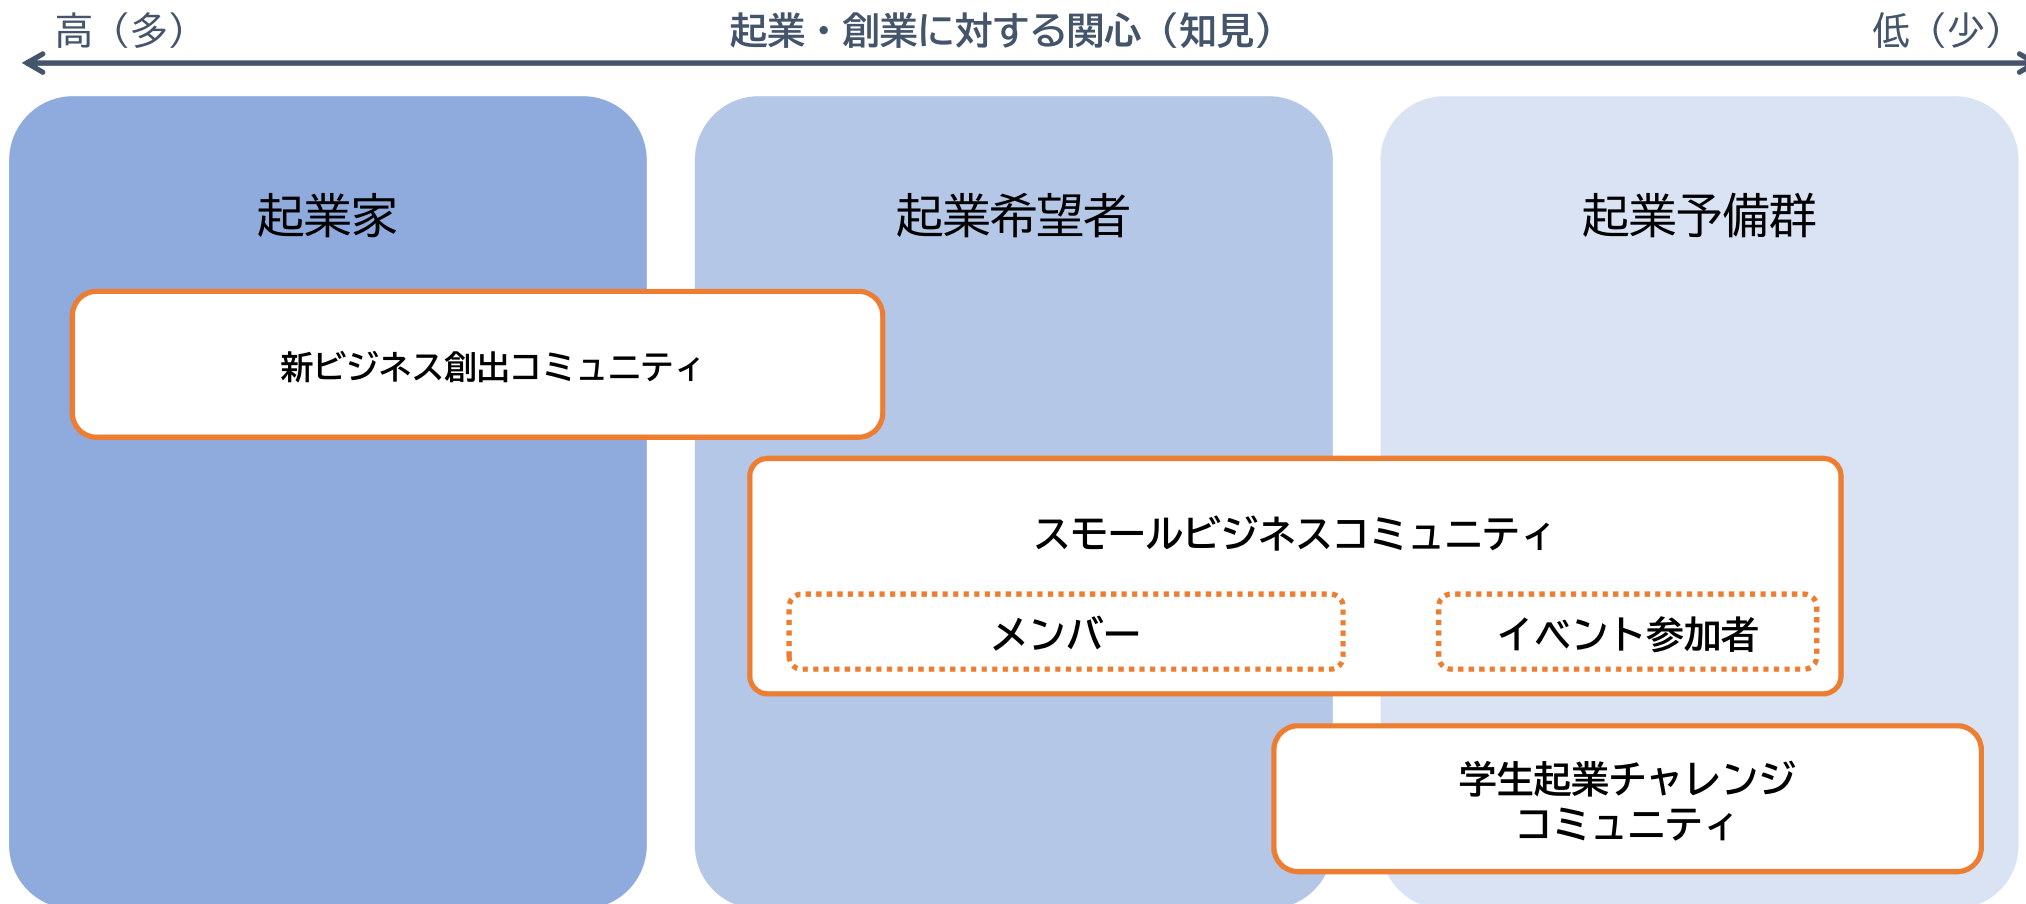 高（多）
起業・創業に対する関心（知見）
低（少）
起業家
起業希望者
起業予備群
新ビジネス創出コミュニティ
スモールビジネスコミュニティ
メンバー
イベント参加者
学生起業チャレンジ
コミュニティ